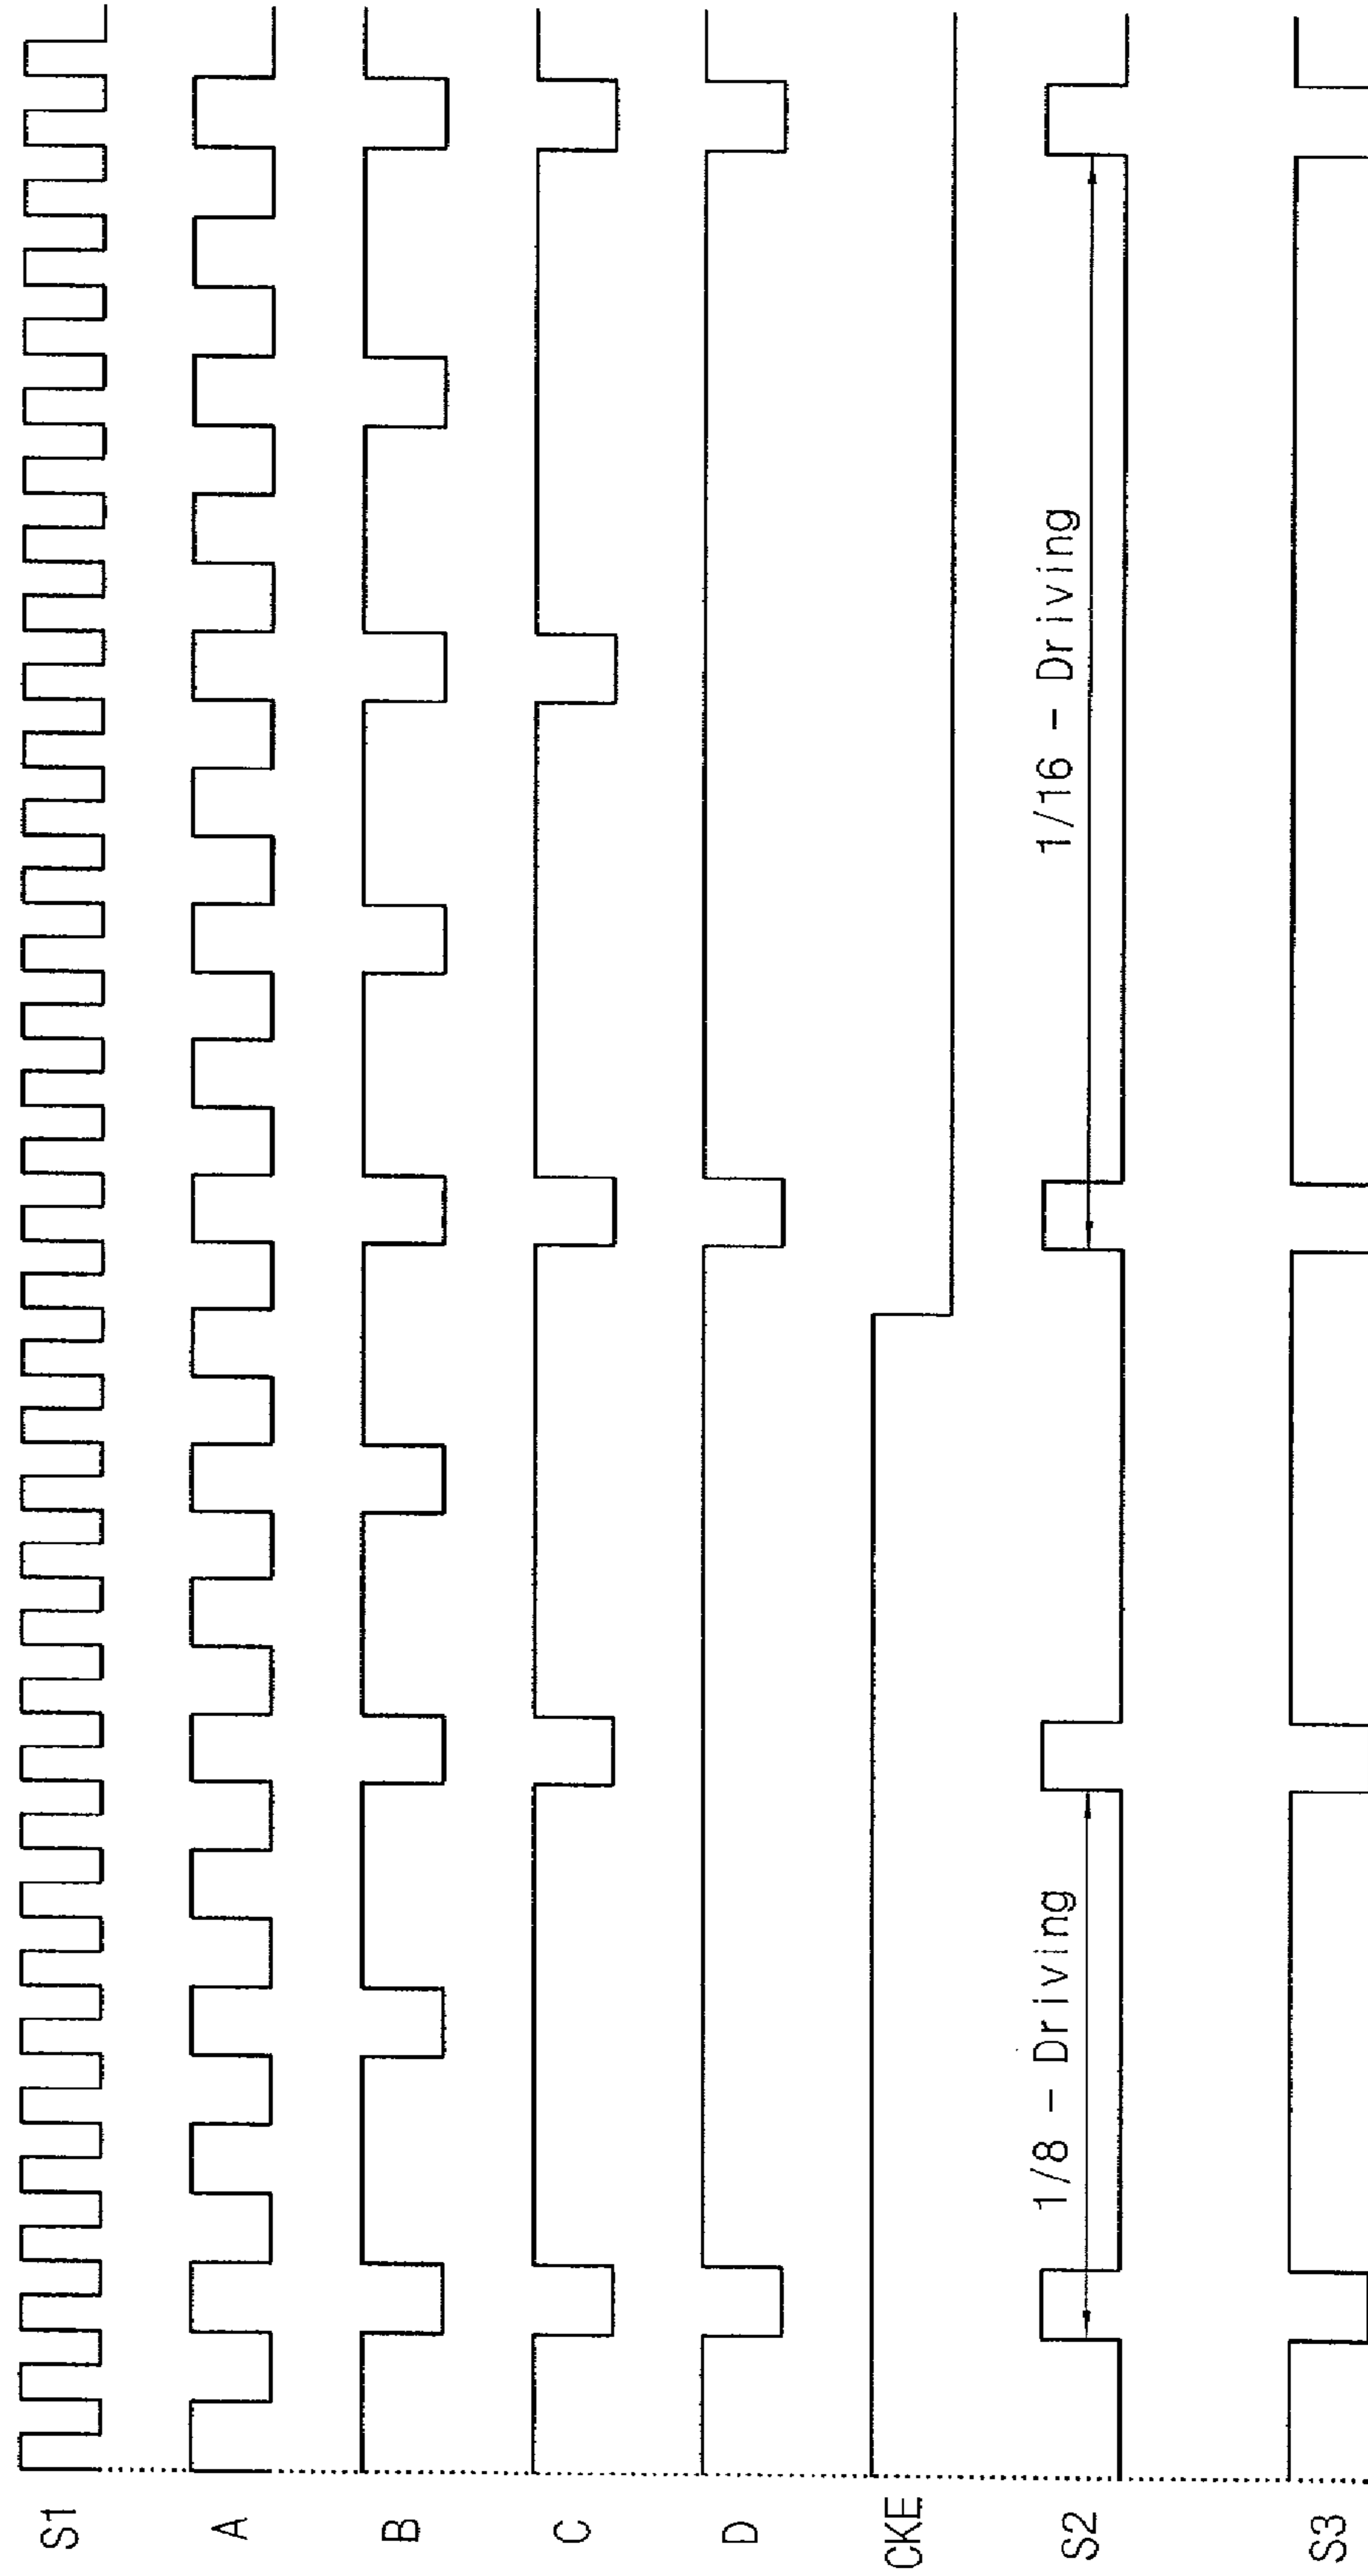 S1
A
B
C
D
CKE
S2
1/8 - Driving
1/16 - Driving
S3